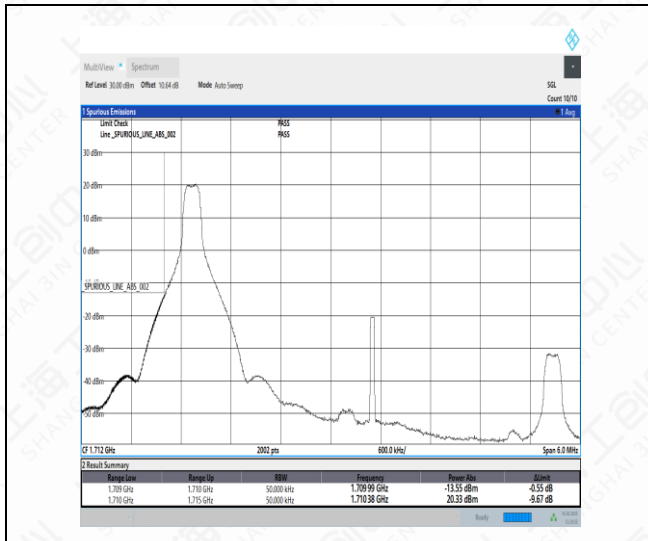 MultiView Spectrum
Ref Level 30.00 dBm Offset 10.64 dB Mode Auto Sweep SGL
Count 10/10
1 Spurious Emissions 1 Avg
Limit Check PASS
Line _SPURIOUS_LINE_ABS_002 PASS
30 dBm
20 dBm
10 dBm
0 dBm
SPURIOUS_LINE_ABS_002
-20 dBm
-30 dBm
-40 dBm
-50 dBm
CF 1.712 GHz 2002 pts 600.0 kHz/ Span 6.0 MHz
2 Result Summary
Range Low Range Up RBW Frequency Power Abs ΔLimit
1.709 GHz 1.710 GHz 50.000 kHz 1.70999 GHz -13.55 dBm -0.55 dB
1.710 GHz 1.715 GHz 50.000 kHz 1.71038 GHz 20.33 dBm -9.67 dB
Ready